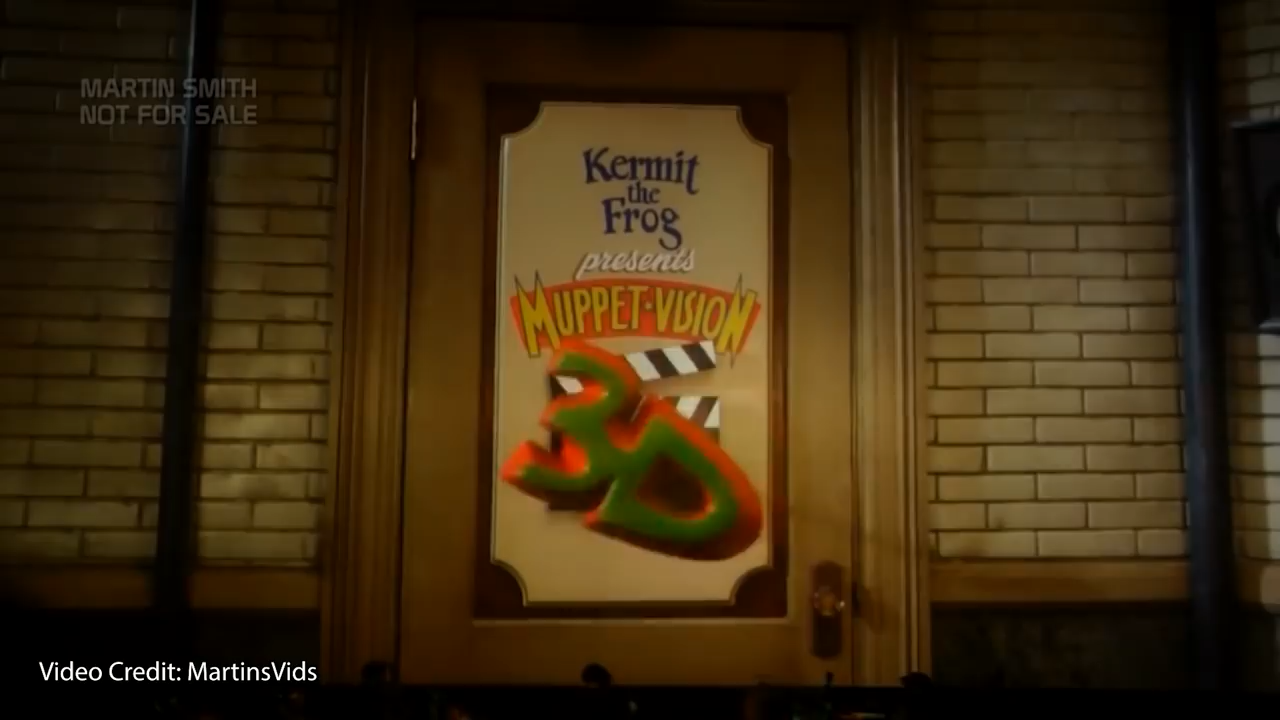 MARTIN SMITH
NOT FOR SALE
Kermit
the
Frog
presents
MUPPET·VISION
3D
Video Credit: MartinsVids